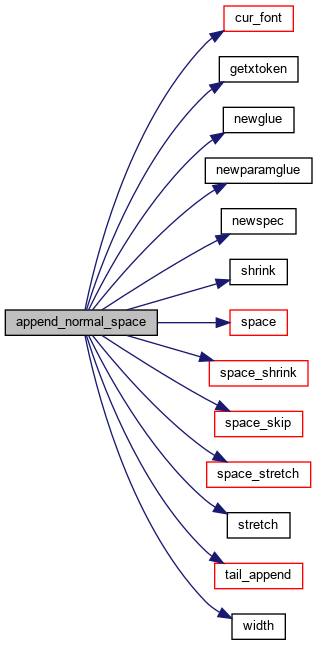 cur_font
getxtoken
newglue
newparamglue
newspec
shrink
append_normal_space
space
space_shrink
space_skip
space_stretch
stretch
tail_append
width